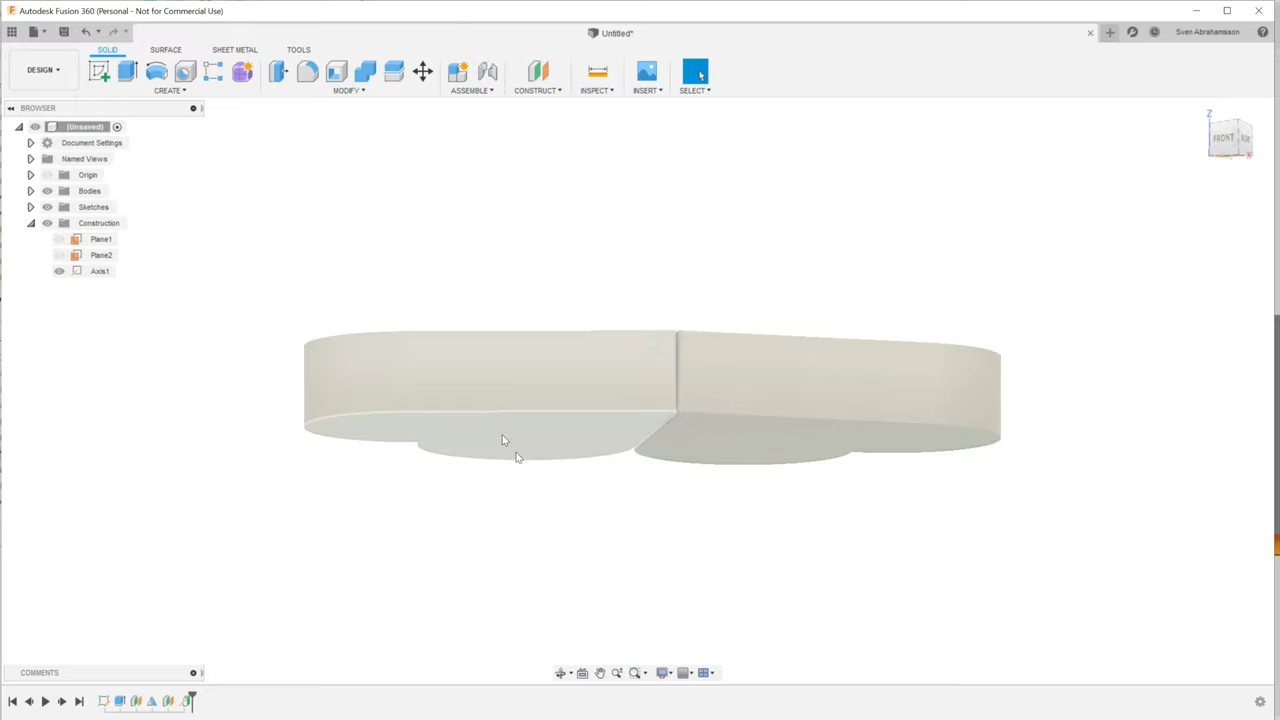 Autodesk Fusion 360 (Personal - Not for Commercial Use)
Untitled*
Sven Abrahamsson
SOLID SURFACE SHEET METAL TOOLS
DESIGN
CREATE MODIFY ASSEMBLE CONSTRUCT INSPECT INSERT SELECT
BROWSER
(Unsaved)
Document Settings
Named Views
Origin
Bodies
Sketches
Construction
Plane1
Plane2
Axis1
Z
FRONT
X
COMMENTS